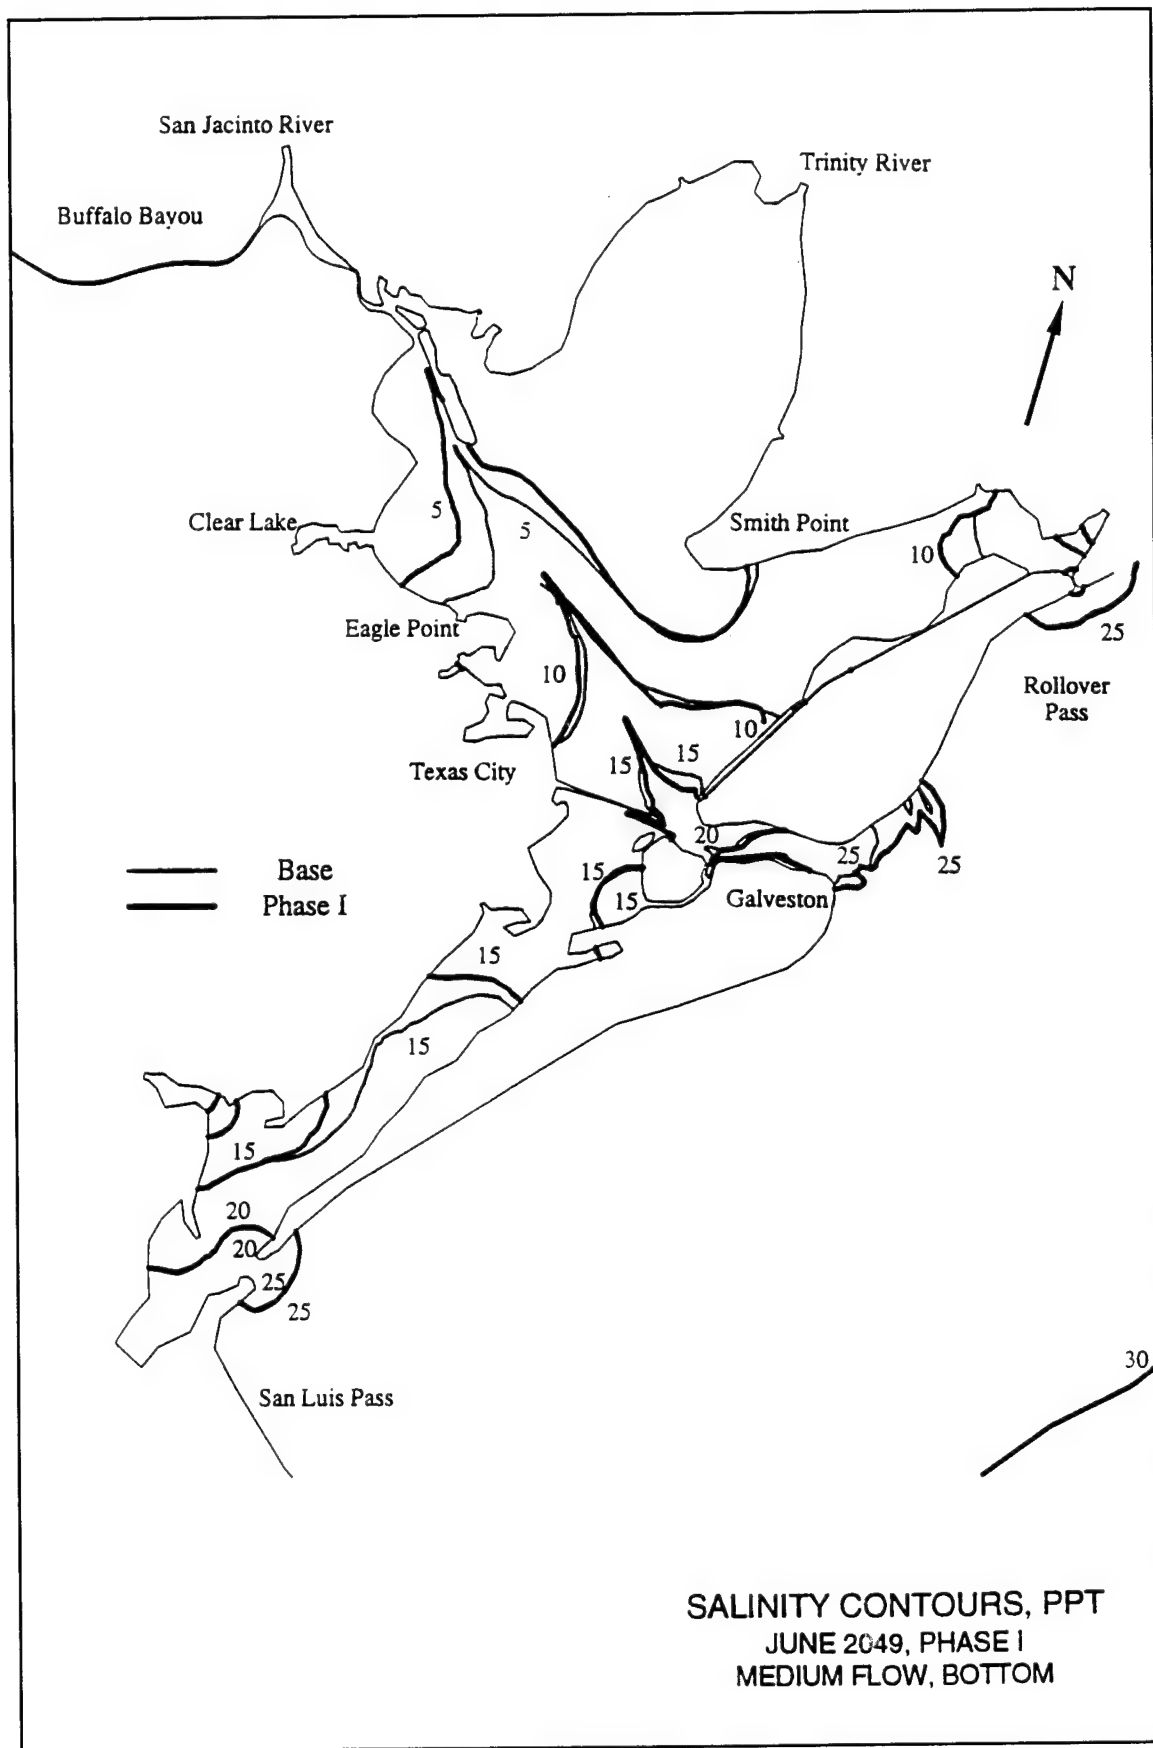 San Jacinto River
Trinity River
Buffalo Bayou
N
5
Clear Lake
5
Smith Point
10
Eagle Point
25
10
Rollover
Pass
10
Texas City
15
15
20
25
25
Base
15
Phase I
15
Galveston
15
15
15
20
20
25
25
30
San Luis Pass
SALINITY CONTOURS, PPT
JUNE 2049, PHASE I
MEDIUM FLOW, BOTTOM